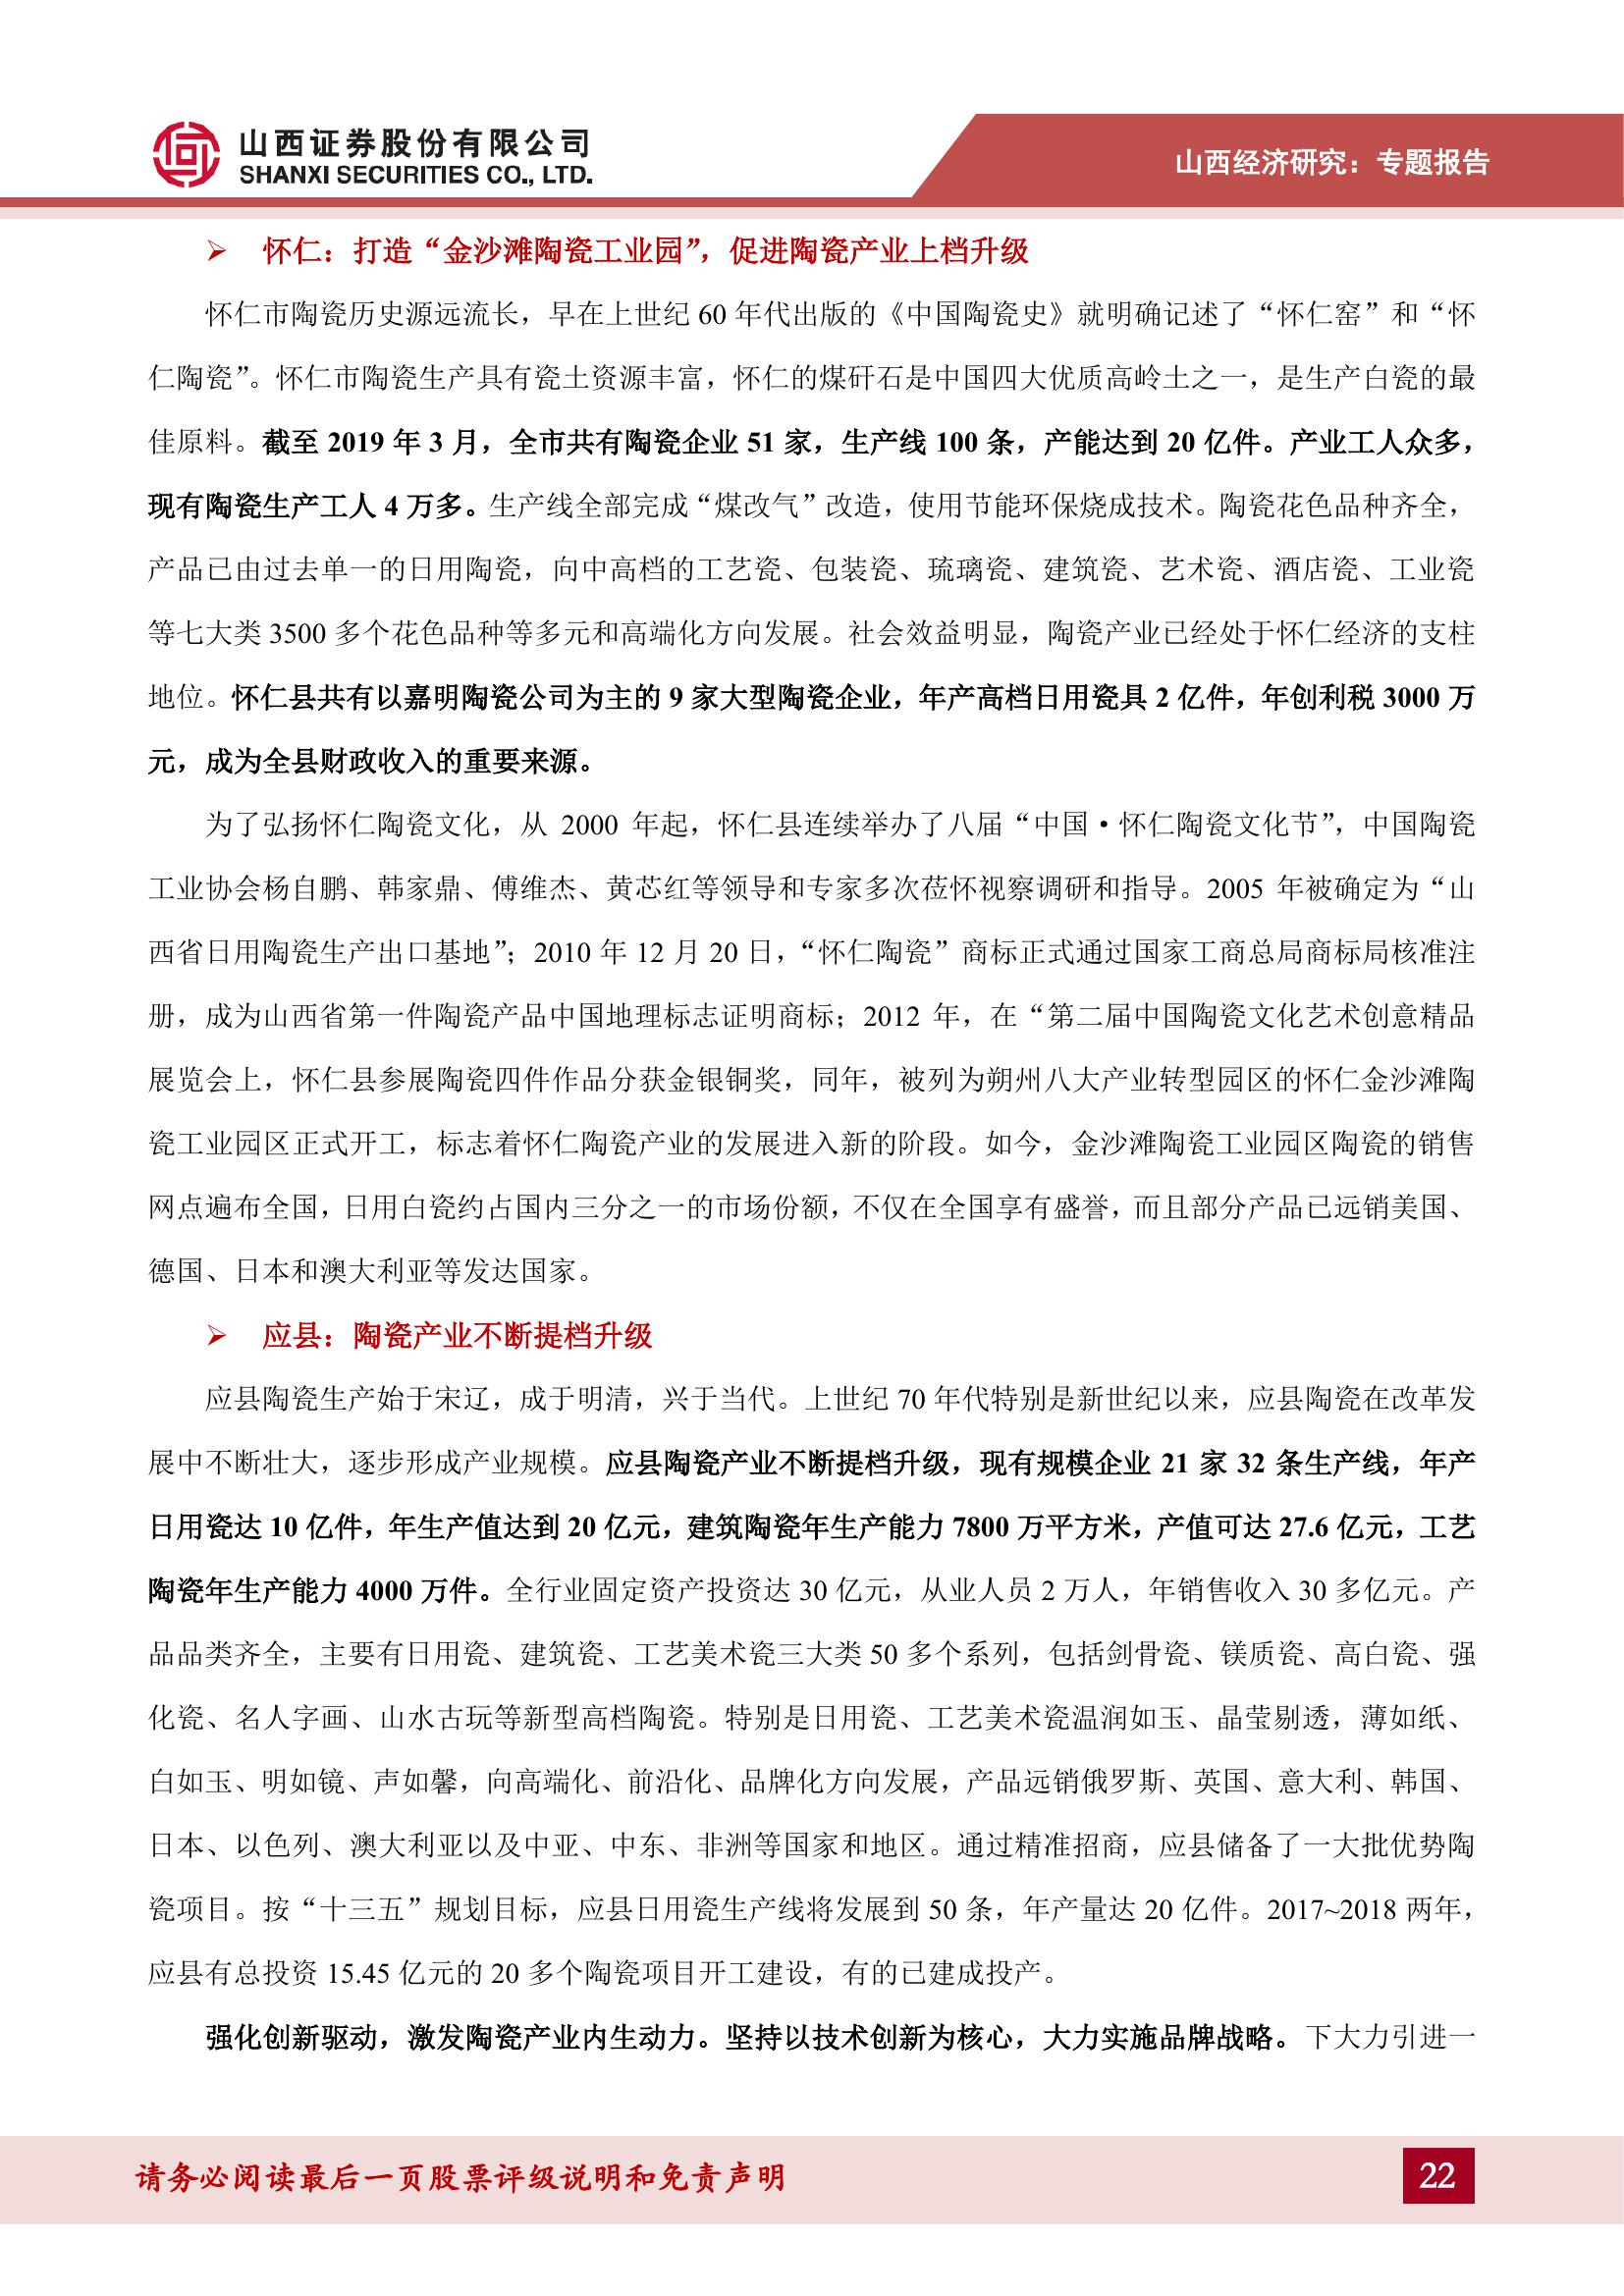 山西证券股份有限公司
SHANXI SECURITIES CO., LTD.
山西经济研究：专题报告
➢ 怀仁：打造“金沙滩陶瓷工业园”，促进陶瓷产业上档升级
怀仁市陶瓷历史源远流长，早在上世纪 60 年代出版的《中国陶瓷史》就明确记述了“怀仁窑”和“怀
仁陶瓷”。怀仁市陶瓷生产具有瓷土资源丰富，怀仁的煤矸石是中国四大优质高岭土之一，是生产白瓷的最
佳原料。截至 2019 年 3 月，全市共有陶瓷企业 51 家，生产线 100 条，产能达到 20 亿件。产业工人众多，
现有陶瓷生产工人 4 万多。生产线全部完成“煤改气”改造，使用节能环保烧成技术。陶瓷花色品种齐全，
产品已由过去单一的日用陶瓷，向中高档的工艺瓷、包装瓷、琉璃瓷、建筑瓷、艺术瓷、酒店瓷、工业瓷
等七大类 3500 多个花色品种等多元和高端化方向发展。社会效益明显，陶瓷产业已经处于怀仁经济的支柱
地位。怀仁县共有以嘉明陶瓷公司为主的 9 家大型陶瓷企业，年产高档日用瓷具 2 亿件，年创利税 3000 万
元，成为全县财政收入的重要来源。
为了弘扬怀仁陶瓷文化，从 2000 年起，怀仁县连续举办了八届“中国•怀仁陶瓷文化节”，中国陶瓷
工业协会杨自鹏、韩家鼎、傅维杰、黄芯红等领导和专家多次莅怀视察调研和指导。2005 年被确定为“山
西省日用陶瓷生产出口基地”；2010 年 12 月 20 日，“怀仁陶瓷”商标正式通过国家工商总局商标局核准注
册，成为山西省第一件陶瓷产品中国地理标志证明商标；2012 年，在“第二届中国陶瓷文化艺术创意精品
展览会上，怀仁县参展陶瓷四件作品分获金银铜奖，同年，被列为朔州八大产业转型园区的怀仁金沙滩陶
瓷工业园区正式开工，标志着怀仁陶瓷产业的发展进入新的阶段。如今，金沙滩陶瓷工业园区陶瓷的销售
网点遍布全国，日用白瓷约占国内三分之一的市场份额，不仅在全国享有盛誉，而且部分产品已远销美国、
德国、日本和澳大利亚等发达国家。
➢ 应县：陶瓷产业不断提档升级
应县陶瓷生产始于宋辽，成于明清，兴于当代。上世纪 70 年代特别是新世纪以来，应县陶瓷在改革发
展中不断壮大，逐步形成产业规模。应县陶瓷产业不断提档升级，现有规模企业 21 家 32 条生产线，年产
日用瓷达 10 亿件，年生产值达到 20 亿元，建筑陶瓷年生产能力 7800 万平方米，产值可达 27.6 亿元，工艺
陶瓷年生产能力 4000 万件。全行业固定资产投资达 30 亿元，从业人员 2 万人，年销售收入 30 多亿元。产
品品类齐全，主要有日用瓷、建筑瓷、工艺美术瓷三大类 50 多个系列，包括剑骨瓷、镁质瓷、高白瓷、强
化瓷、名人字画、山水古玩等新型高档陶瓷。特别是日用瓷、工艺美术瓷温润如玉、晶莹剔透，薄如纸、
白如玉、明如镜、声如馨，向高端化、前沿化、品牌化方向发展，产品远销俄罗斯、英国、意大利、韩国、
日本、以色列、澳大利亚以及中亚、中东、非洲等国家和地区。通过精准招商，应县储备了一大批优势陶
瓷项目。按“十三五”规划目标，应县日用瓷生产线将发展到 50 条，年产量达 20 亿件。2017~2018 两年，
应县有总投资 15.45 亿元的 20 多个陶瓷项目开工建设，有的已建成投产。
强化创新驱动，激发陶瓷产业内生动力。坚持以技术创新为核心，大力实施品牌战略。下大力引进一
请务必阅读最后一页股票评级说明和免责声明
22